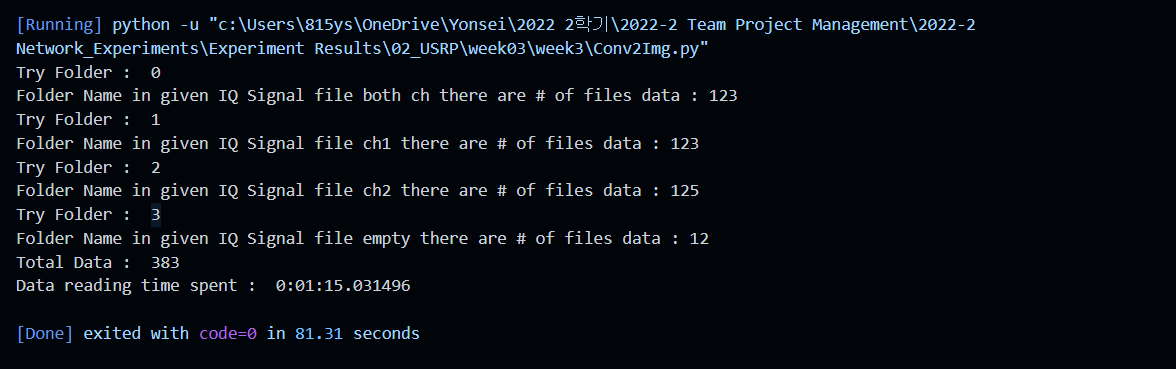 [Running] python -u "c:\Users\815ys\OneDrive\Yonsei\2022 2학기\2022-2 Team Project Management\2022-2
Network_Experiments\Experiment Results\02_USRP\week03\week3\Conv2Img.py"
Try Folder :  0
Folder Name in given IQ Signal file both ch there are # of files data : 123
Try Folder :  1
Folder Name in given IQ Signal file ch1 there are # of files data : 123
Try Folder :  2
Folder Name in given IQ Signal file ch2 there are # of files data : 125
Try Folder :  3
Folder Name in given IQ Signal file empty there are # of files data : 12
Total Data :  383
Data reading time spent :  0:01:15.031496
[Done] exited with code=0 in 81.31 seconds